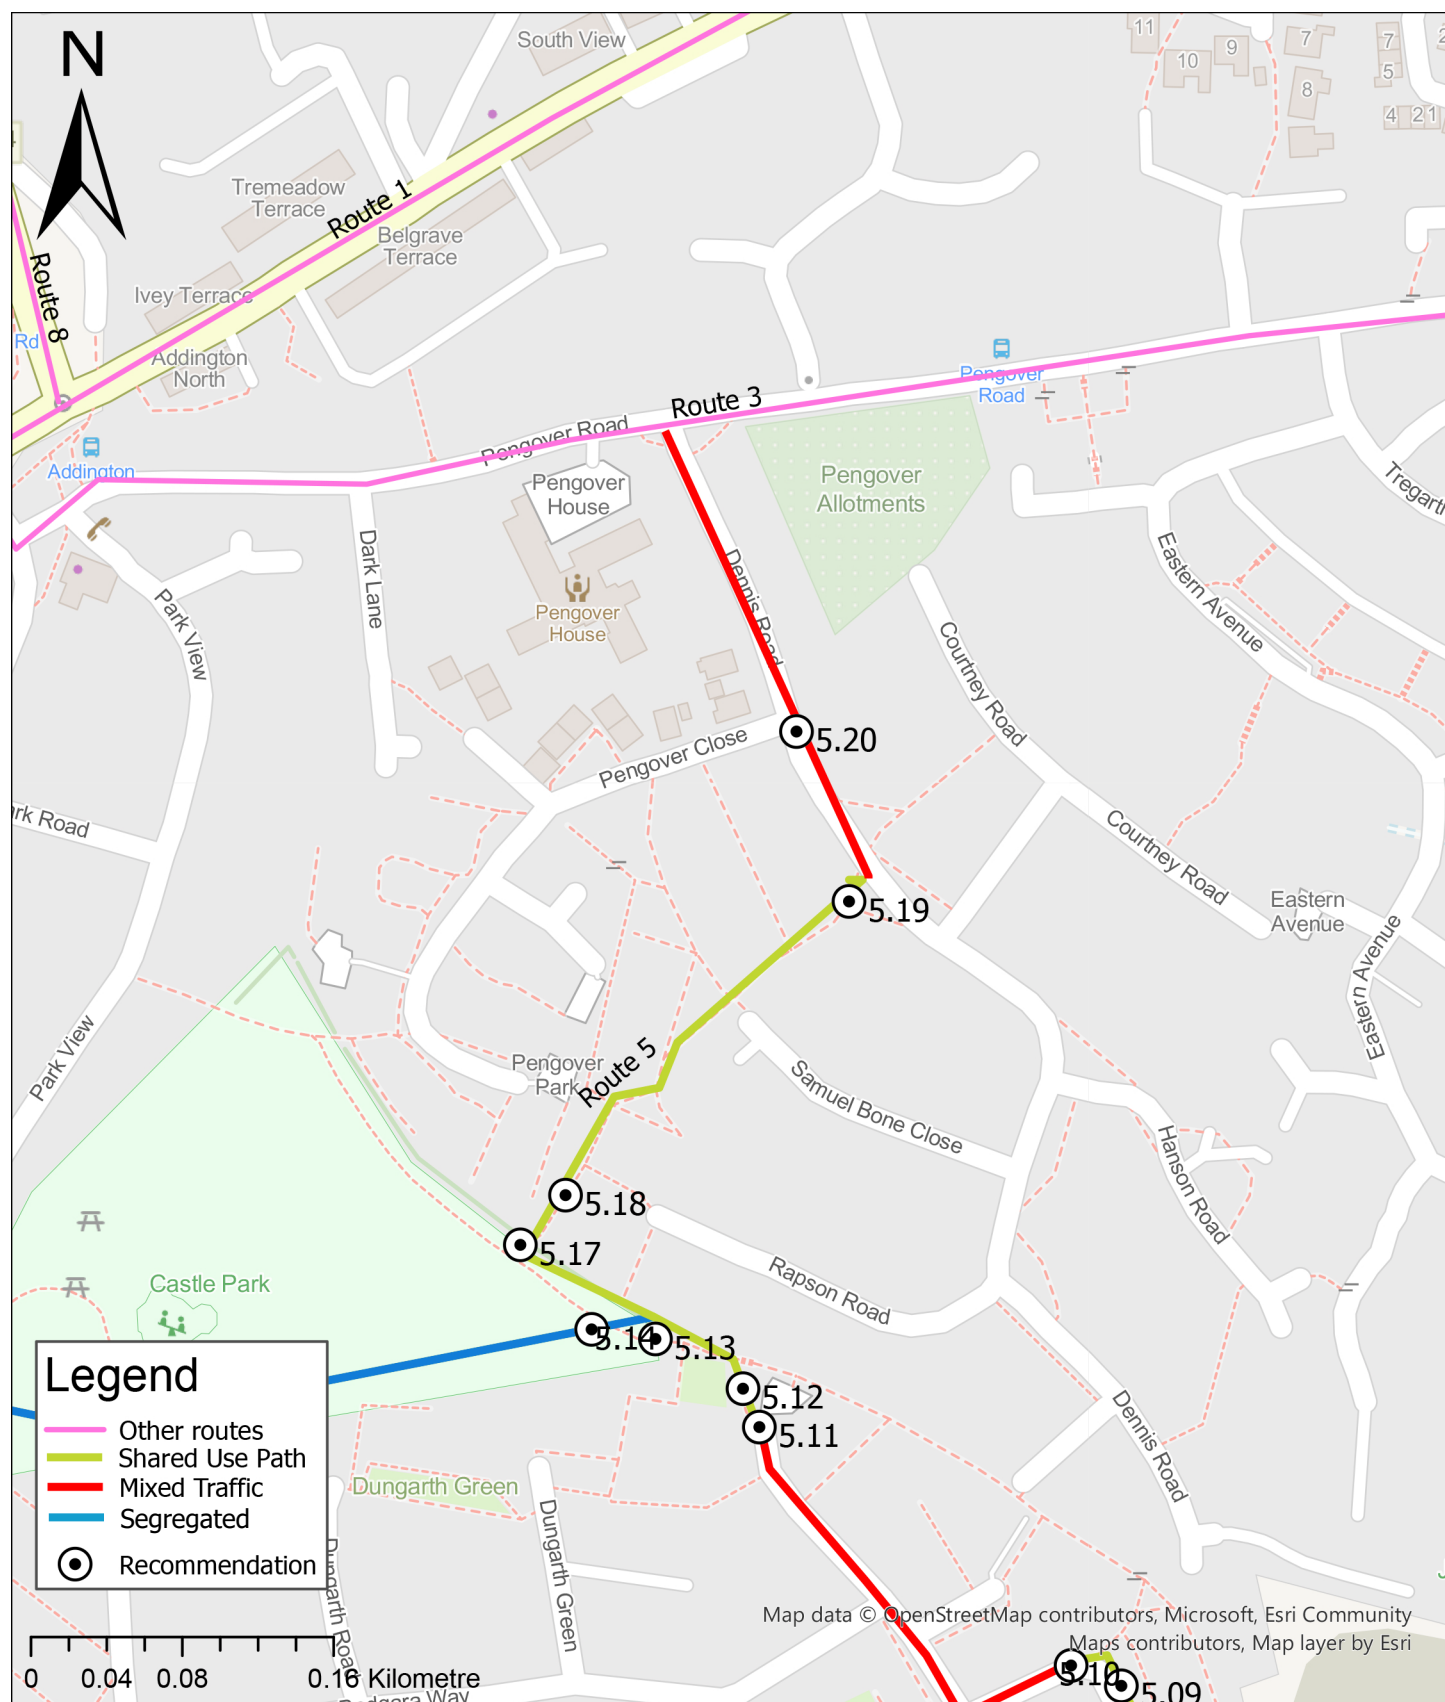 N
South View
11
10
9
7
8
7
5
4
2
1
Tremeadow
Terrace
Route 1
Belgrave
Terrace
Route 8
Ivey Terrace
Rd
Addington
North
Pengover
Road
Route 3
Pengover Road
Addington
Pengover
House
Pengover
Allotments
Dark Lane
Dennis Road
Eastern Avenue
Park View
Pengover
House
Courtney Road
5.20
Pengover Close
Courtney Road
5.19
Eastern
Avenue
Eastern Avenue
Park View
Route 5
Pengover
Park
Samuel Bone Close
Hanson Road
5.18
5.17
Castle Park
Rapson Road
5.14
5.13
5.12
5.11
Dennis Road
Legend
Other routes
Shared Use Path
Mixed Traffic
Segregated
Recommendation
Dungarth Green
Dungarth Green
Dungarth Road
Map data © OpenStreetMap contributors, Microsoft, Esri Community
Maps contributors, Map layer by Esri
5.10
5.09
0 0.04 0.08 0.16 Kilometre